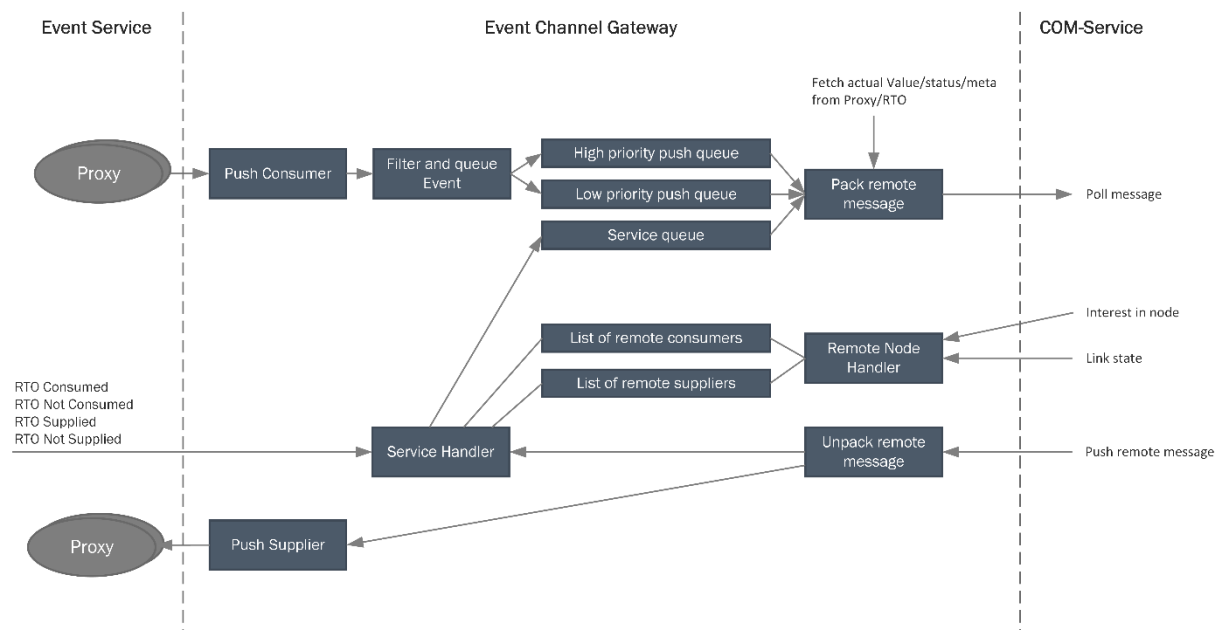 Event Service
Event Channel Gateway
COM-Service
Fetch actual Value/status/meta
from Proxy/RTO
Proxy
Push Consumer
Filter and queue
Event
High priority push queue
Low priority push queue
Service queue
Pack remote
message
Poll message
List of remote consumers
List of remote suppliers
Remote Node
Handler
Interest in node
Link state
RTO Consumed
RTO Not Consumed
RTO Supplied
RTO Not Supplied
Service Handler
Unpack remote
message
Push remote message
Proxy
Push Supplier